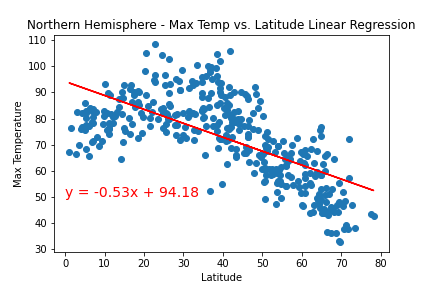 Northern Hemisphere - Max Temp vs. Latitude Linear Regression
110
100
90
80
70
60
50
40
30
Max Temperature
y = -0.53x + 94.18
0 10 20 30 40 50 60 70 80
Latitude